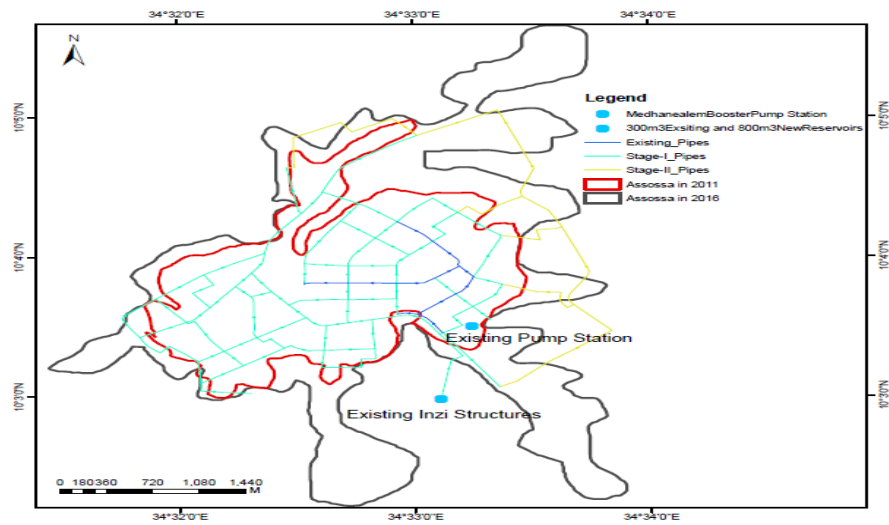 34°32'0"E 34°33'0"E 34°34'0"E
N
Legend
MedhanealemBoosterPump Station
300m3Exsiting and 800m3NewReservoirs
Existing_Pipes
Stage-I_Pipes
Stage-II_Pipes
Assossa in 2011
Assossa in 2016
10°5'0"N 10°5'0"N
10°4'0"N 10°4'0"N
Existing Pump Station
10°3'0"N 10°3'0"N
Existing Inzi Structures
0 180 360 720 1,080 1,440
M
34°32'0"E 34°33'0"E 34°34'0"E